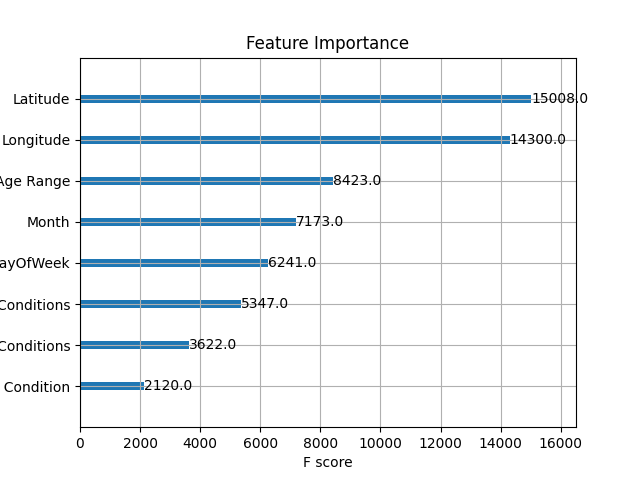 Feature Importance
Latitude 15008.0
Longitude 14300.0
Age Range 8423.0
Month 7173.0
ayOfWeek 6241.0
Conditions 5347.0
Conditions 3622.0
Condition 2120.0
0 2000 4000 6000 8000 10000 12000 14000 16000
F score